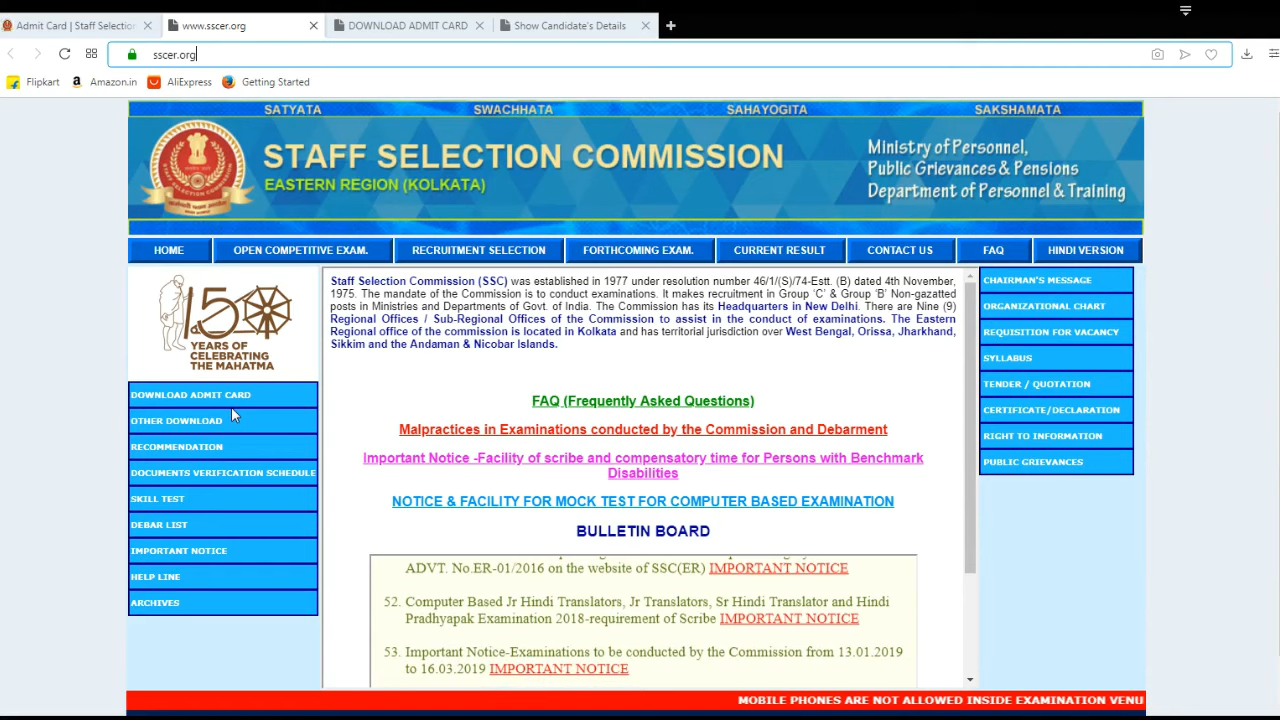 Admit Card | Staff Selection
www.sscer.org
DOWNLOAD ADMIT CARD
Show Candidate's Details
sscer.org
Flipkart
Amazon.in
AliExpress
Getting Started
SATYATA
SWACHHATA
SAHAYOGITA
SAKSHAMATA
STAFF SELECTION COMMISSION
EASTERN REGION (KOLKATA)
Ministry of Personnel,
Public Grievances & Pensions
Department of Personnel & Training
HOME
OPEN COMPETITIVE EXAM.
RECRUITMENT SELECTION
FORTHCOMING EXAM.
CURRENT RESULT
CONTACT US
FAQ
HINDI VERSION
150
YEARS OF
CELEBRATING
THE MAHATMA
DOWNLOAD ADMIT CARD
OTHER DOWNLOAD
RECOMMENDATION
DOCUMENTS VERIFICATION SCHEDULE
SKILL TEST
DEBAR LIST
IMPORTANT NOTICE
HELP LINE
ARCHIVES
Staff Selection Commission (SSC) was established in 1977 under resolution number 46/1/(S)/74-Estt. (B) dated 4th November,
1975. The mandate of the Commission is to conduct examinations. It makes recruitment in Group 'C' & Group 'B' Non-gazatted
posts in Ministries and Departments of Govt. of India. The Commission has its Headquarters in New Delhi. There are Nine (9)
Regional Offices / Sub-Regional Offices of the Commission to assist in the conduct of examinations. The Eastern
Regional office of the commission is located in Kolkata and has territorial jurisdiction over West Bengal, Orissa, Jharkhand,
Sikkim and the Andaman & Nicobar Islands.
FAQ (Frequently Asked Questions)
Malpractices in Examinations conducted by the Commission and Debarment
Important Notice -Facility of scribe and compensatory time for Persons with Benchmark
Disabilities
NOTICE & FACILITY FOR MOCK TEST FOR COMPUTER BASED EXAMINATION
BULLETIN BOARD
ADVT. No.ER-01/2016 on the website of SSC(ER) IMPORTANT NOTICE
52. Computer Based Jr Hindi Translators, Jr Translators, Sr Hindi Translator and Hindi
Pradhyapak Examination 2018-requirement of Scribe IMPORTANT NOTICE
53. Important Notice-Examinations to be conducted by the Commission from 13.01.2019
to 16.03.2019 IMPORTANT NOTICE
CHAIRMAN'S MESSAGE
ORGANIZATIONAL CHART
REQUISITION FOR VACANCY
SYLLABUS
TENDER / QUOTATION
CERTIFICATE/DECLARATION
RIGHT TO INFORMATION
PUBLIC GRIEVANCES
MOBILE PHONES ARE NOT ALLOWED INSIDE EXAMINATION VENU